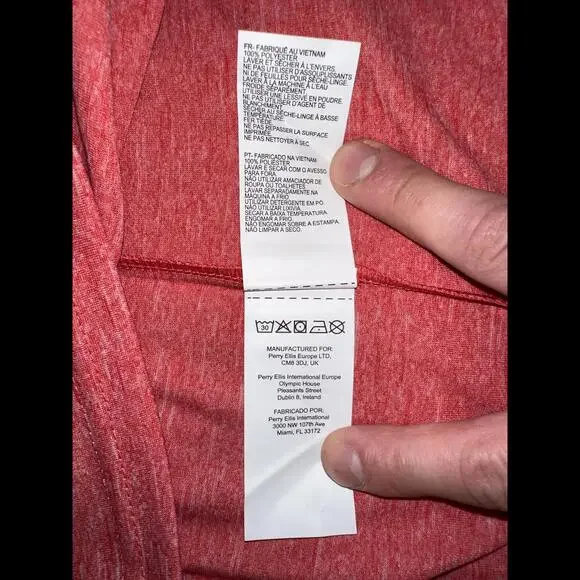 FR- FABRIQUÉ AU VIETNAM
100% POLYESTER
LAVER ET SÉCHER À L'ENVERS.
NE PAS UTILISER D'ASSOUPLISSANTS
NI DE FEUILLES POUR SÈCHE-LINGE.
LAVER À LA MACHINE À L'EAU
FROIDE SÉPARÉMENT.
UTILISER UNE LESSIVE EN POUDRE.
NE PAS UTILISER D'AGENT DE
BLANCHIMENT.
SÉCHER AU SÈCHE-LINGE À BASSE
TEMPÉRATURE.
FER TIÈDE.
NE PAS REPASSER LA SURFACE
IMPRIMÉE.
NE PAS NETTOYER À SEC.
PT- FABRICADO NA VIETNAM
100% POLIÉSTER
LAVAR E SECAR COM O AVESSO
PARA FORA
NÃO UTILIZAR AMACIADOR DE
ROUPA OU TOALHETES
LAVAR SEPARADAMENTE NA
MÁQUINA A FRIO.
UTILIZAR DETERGENTE EM PÓ.
NÃO UTILIZAR LIXÍVIA.
SECAR A BAIXA TEMPERATURA.
ENGOMAR A FRIO.
NÃO ENGOMAR SOBRE A ESTAMPA.
NÃO LIMPAR A SECO.
30
MANUFACTURED FOR:
Perry Ellis Europe LTD,
CM8 3DJ, UK
Perry Ellis International Europe
Olympic House
Pleasants Street
Dublin 8, Ireland
FABRICADO POR:
Perry Ellis International
3000 NW 107th Ave
Miami, FL 33172